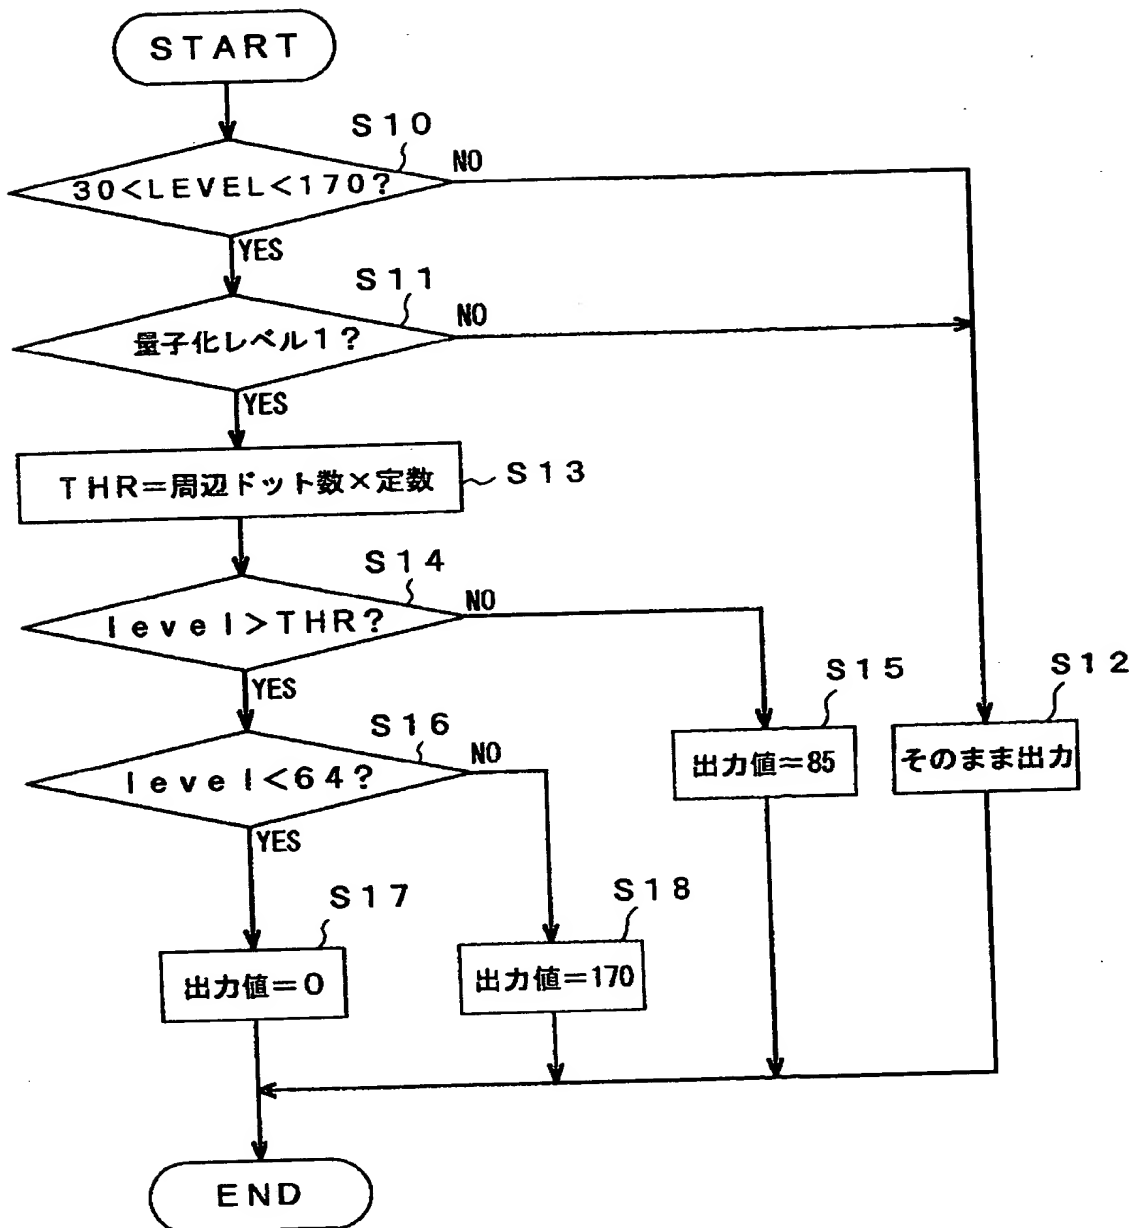 START
S10
30<LEVEL<170?
NO
YES
S11
量子化レベル1?
NO
YES
THR=周辺ドット数×定数
S13
S14
level>THR?
NO
YES
S15
出力値=85
S12
そのまま出力
S16
level<64?
NO
YES
S17
出力値=0
S18
出力値=170
END